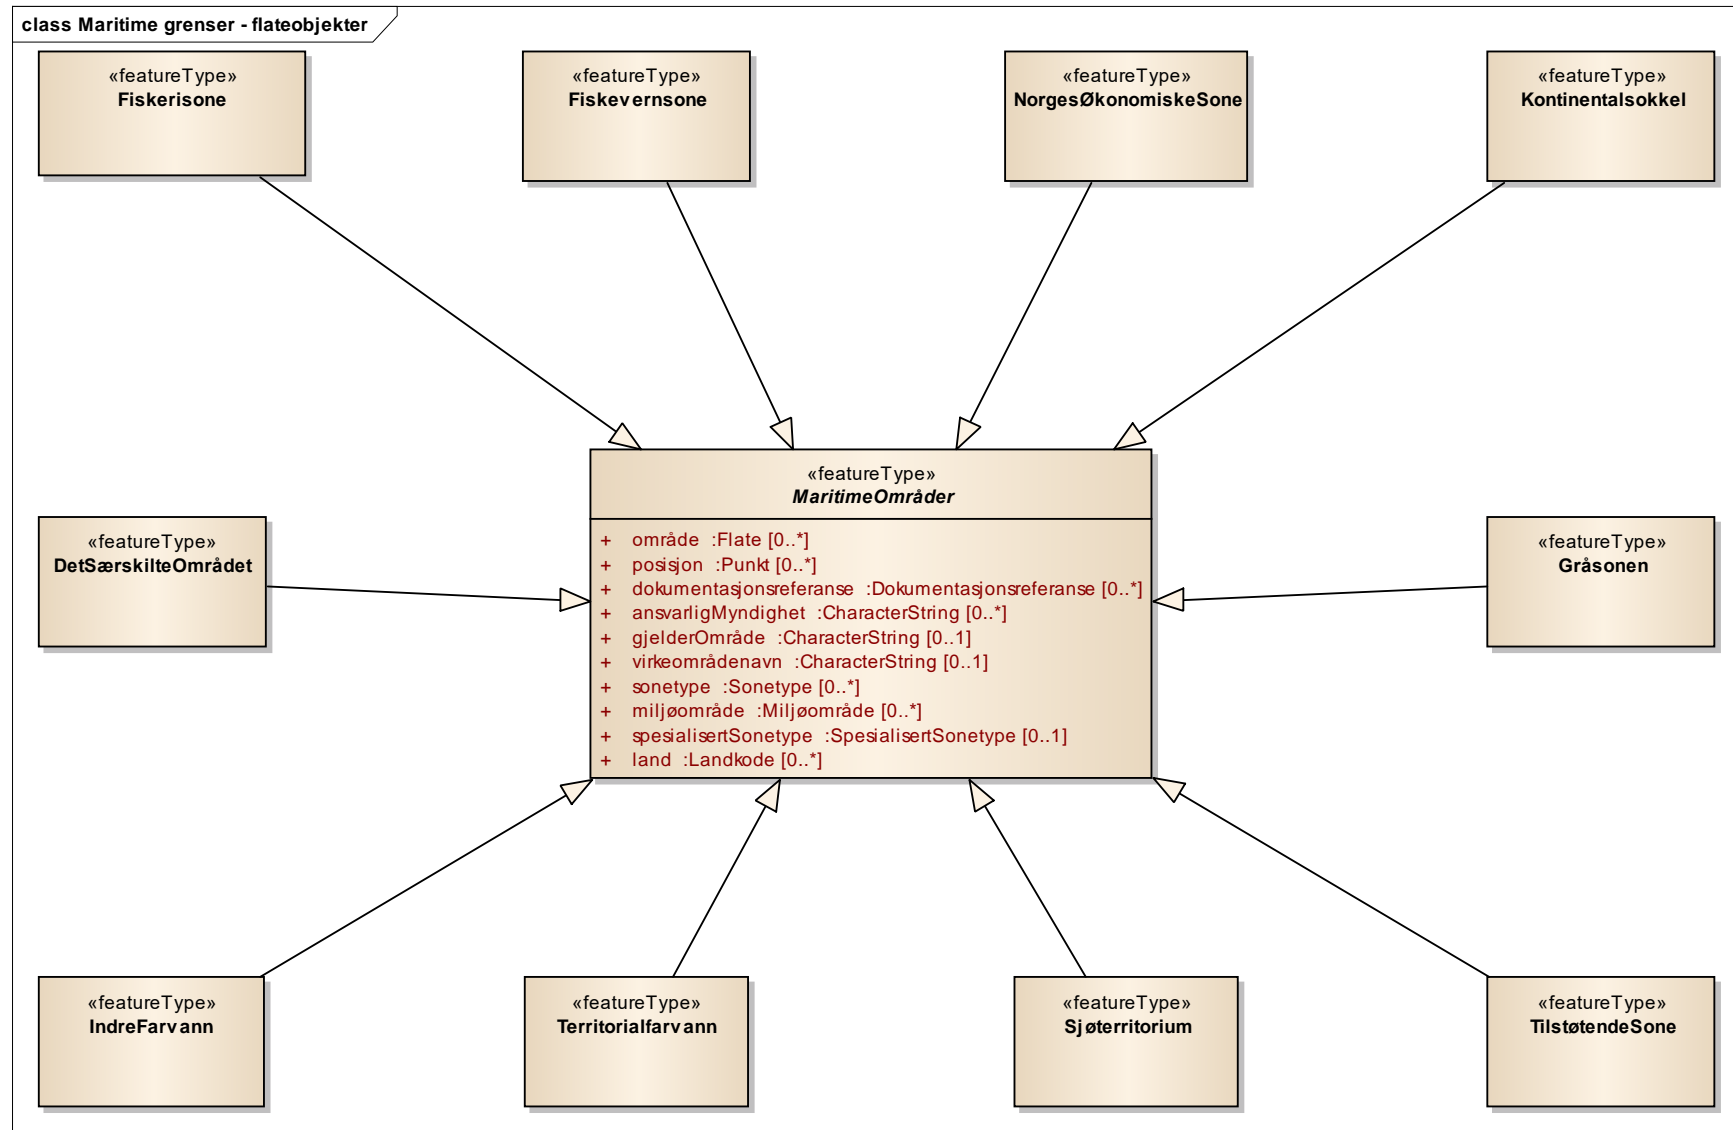 class Maritime grenser - flateobjekter
«featureType»
Fiskerisone
«featureType»
Fiskevernsone
«featureType»
NorgesØkonomiskeSone
«featureType»
Kontinentalsokkel
«featureType»
MaritimeOmråder
+ område :Flate [0..*]
+ posisjon :Punkt [0..*]
+ dokumentasjonsreferanse :Dokumentasjonsreferanse [0..*]
+ ansvarligMyndighet :CharacterString [0..*]
+ gjelderOmråde :CharacterString [0..1]
+ virkeområdenavn :CharacterString [0..1]
+ sonetype :Sonetype [0..*]
+ miljøområde :Miljøområde [0..*]
+ spesialisertSonetype :SpesialisertSonetype [0..1]
+ land :Landkode [0..*]
«featureType»
DetSærskilteOmrådet
«featureType»
Gråsonen
«featureType»
IndreFarvann
«featureType»
Territorialfarvann
«featureType»
Sjøterritorium
«featureType»
TilstøtendeSone